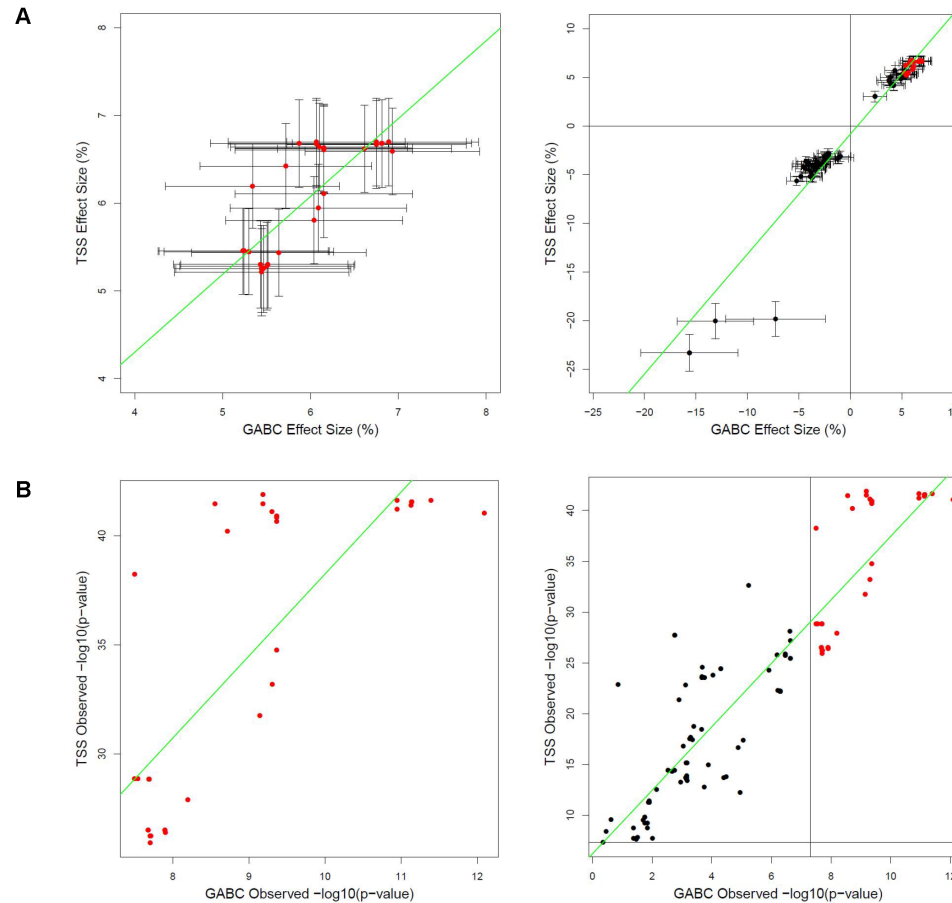 A
TSS Effect Size (%)
8
7
6
5
4
4 5 6 7 8
GABC Effect Size (%)
TSS Effect Size (%)
10
5
0
−5
−10
−15
−20
−25
−25 −20 −15 −10 −5 0 5 10
GABC Effect Size (%)
B
TSS Observed −log10(p−value)
40
35
30
8 9 10 11 12
GABC Observed −log10(p−value)
TSS Observed −log10(p−value)
40
35
30
25
20
15
10
0 2 4 6 8 10 12
GABC Observed −log10(p−value)